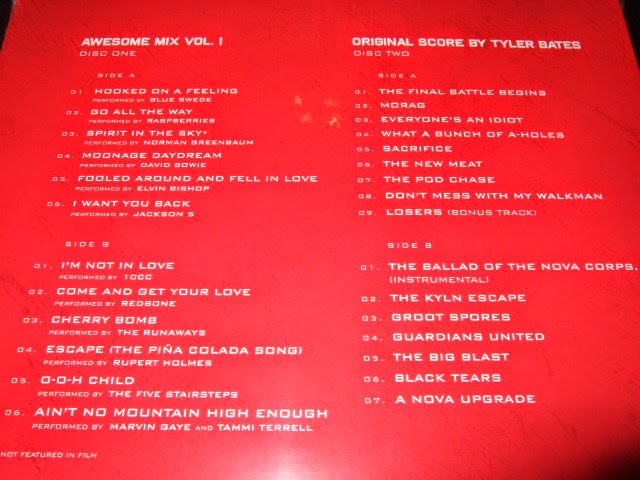 AWESOME MIX VOL. 1
DISC ONE
SIDE A
01. HOOKED ON A FEELING
PERFORMED BY BLUE SWEDE
02. GO ALL THE WAY
PERFORMED BY RASPBERRIES
03. SPIRIT IN THE SKY*
PERFORMED BY NORMAN GREENBAUM
04. MOONAGE DAYDREAM
PERFORMED BY DAVID BOWIE
05. FOOLED AROUND AND FELL IN LOVE
PERFORMED BY ELVIN BISHOP
06. I WANT YOU BACK
PERFORMED BY JACKSON 5
SIDE B
01. I'M NOT IN LOVE
PERFORMED BY 10CC
02. COME AND GET YOUR LOVE
PERFORMED BY REDBONE
03. CHERRY BOMB
PERFORMED BY THE RUNAWAYS
04. ESCAPE (THE PIÑA COLADA SONG)
PERFORMED BY RUPERT HOLMES
05. O-O-H CHILD
PERFORMED BY THE FIVE STAIRSTEPS
06. AIN'T NO MOUNTAIN HIGH ENOUGH
PERFORMED BY MARVIN GAYE AND TAMMI TERRELL
NOT FEATURED IN FILM
ORIGINAL SCORE BY TYLER BATES
DISC TWO
SIDE A
01. THE FINAL BATTLE BEGINS
02. MORAG
03. EVERYONE'S AN IDIOT
04. WHAT A BUNCH OF A-HOLES
05. SACRIFICE
06. THE NEW MEAT
07. THE POD CHASE
08. DON'T MESS WITH MY WALKMAN
09. LOSERS (BONUS TRACK)
SIDE B
01. THE BALLAD OF THE NOVA CORPS.
(INSTRUMENTAL)
02. THE KYLN ESCAPE
03. GROOT SPORES
04. GUARDIANS UNITED
05. THE BIG BLAST
06. BLACK TEARS
07. A NOVA UPGRADE